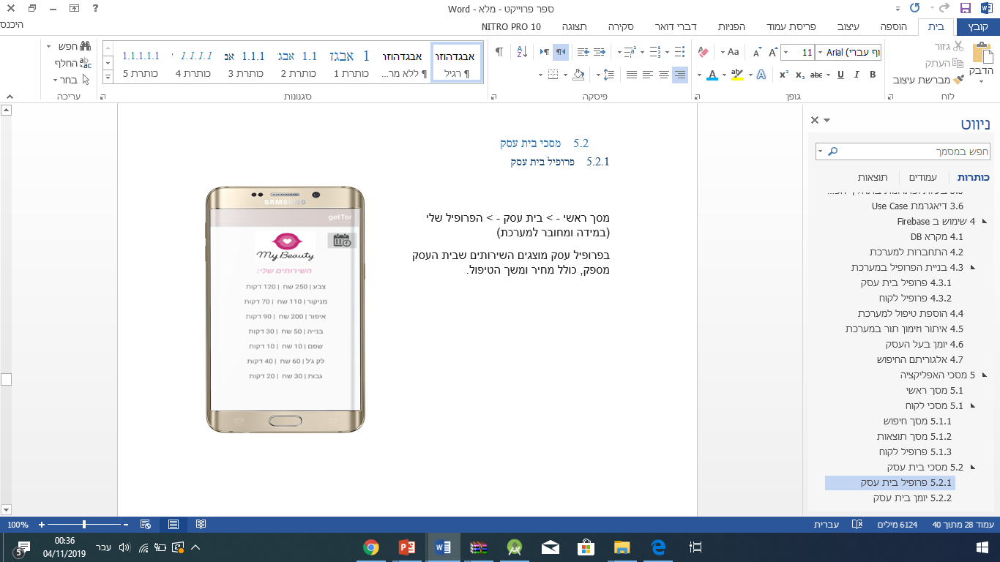 ספר פרוייקט - מלא - Word
קובץ
בית
הוספה
עיצוב
פריסת עמוד
הפניות
דברי דואר
סקירה
תצוגה
NITRO PRO 10
היכנס
הדבק
גזור
העתק
מברשת עיצוב
לוח
וף עברי) Arial
11
גופן
פיסקה
אבגדהוזר
¶ רגיל
אבגדהוזר
¶ ללא מר...
1 אבגז
כותרת 1
1.1 אבג
כותרת 2
1.1.1 אב
כותרת 3
1.1.1.1
כותרת 4
1.1.1.1.1
כותרת 5
סגנונות
חפש
החלף
בחר
עריכה
ניווט
חפש במסמך
כותרות
עמודים
תוצאות
3.6 דיאגרמת Use Case
4 שימוש ב Firebase
4.1 מקרא DB
4.2 התחברות למערכת
4.3 בניית הפרופיל במערכת
4.3.1 פרופיל בית עסק
4.3.2 פרופיל לקוח
4.4 הוספת טיפול למערכת
4.5 איתור וזימון תור במערכת
4.6 יומן בעל העסק
4.7 אלגוריתם החיפוש
5 מסכי האפליקציה
5.1 מסך ראשי
5.1 מסכי לקוח
5.1.1 מסך חיפוש
5.1.2 מסך תוצאות
5.1.3 פרופיל לקוח
5.2 מסכי בית עסק
5.2.1 פרופיל בית עסק
5.2.2 יומן בית עסק
5.2 מסכי בית עסק
5.2.1 פרופיל בית עסק
מסך ראשי - > בית עסק - > הפרופיל שלי
(במידה ומחובר למערכת)
בפרופיל עסק מוצגים השירותים שבית העסק
מספק, כולל מחיר ומשך הטיפול.
SAMSUNG
getTor
My Beauty
השירותים שלי:
צבע | 250 שח | 120 דקות
מניקור | 110 שח | 70 דקות
איפור | 200 שח | 90 דקות
בנייה | 50 שח | 30 דקות
שפם | 10 שח | 10 דקות
לק ג'ל | 60 שח | 40 דקות
גבות | 30 שח | 20 דקות
עמוד 28 מתוך 40
6124 מילים
עברית
100%
עבר
00:36
04/11/2019
5